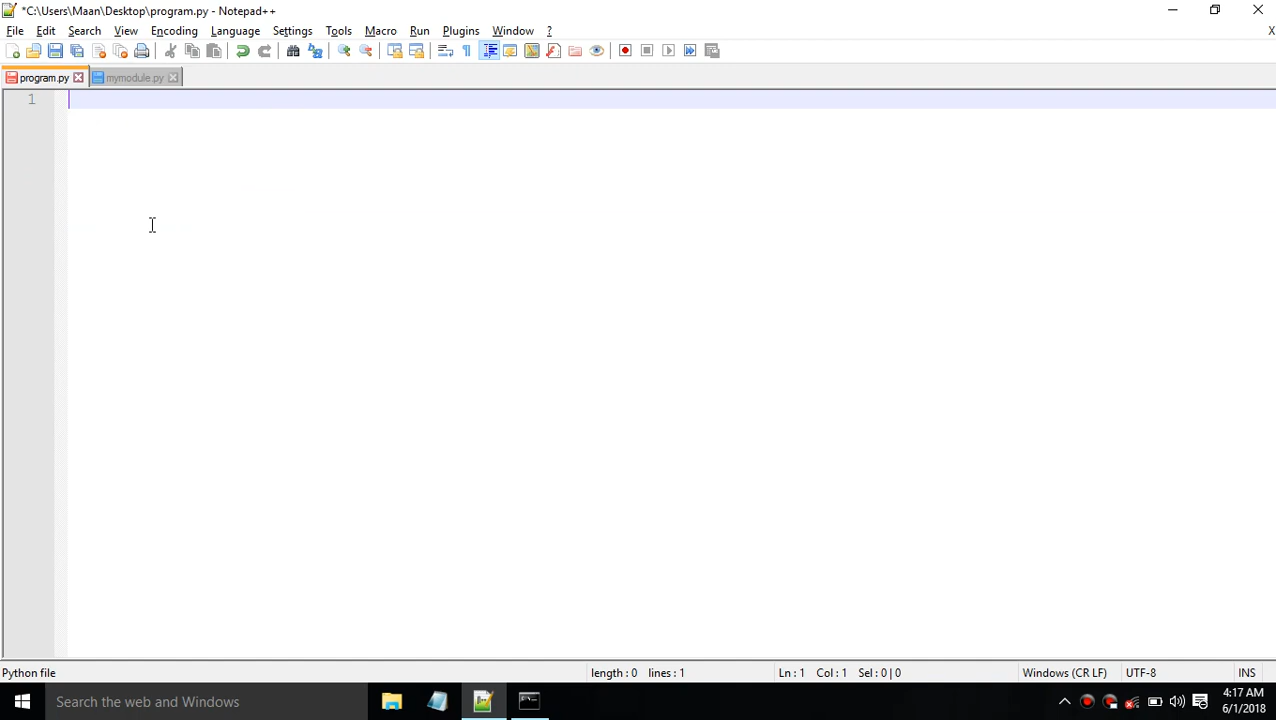 *C:\Users\Maan\Desktop\program.py - Notepad++
File Edit Search View Encoding Language Settings Tools Macro Run Plugins Window ? X
program.py mymodule.py
1
Python file length : 0 lines : 1 Ln : 1 Col : 1 Sel : 0 | 0 Windows (CR LF) UTF-8 INS
Search the web and Windows
4:17 AM
6/1/2018